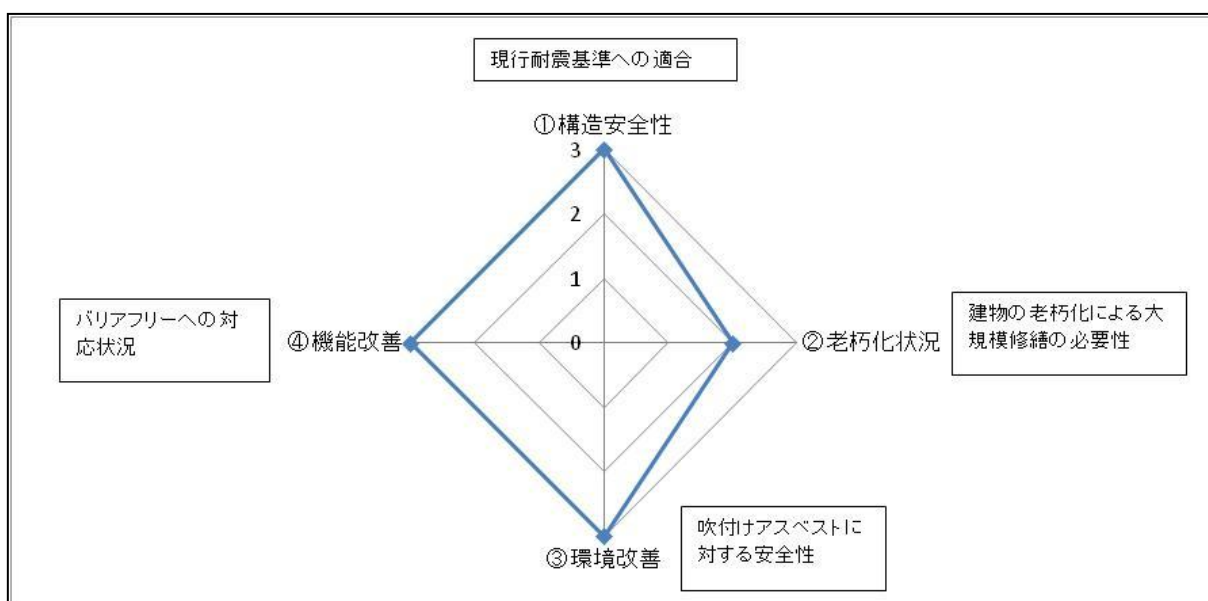 現行耐震基準への適合
①構造安全性
3
2
1
0
バリアフリーへの対
応状況
④機能改善
②老朽化状況
建物の老朽化による大
規模修繕の必要性
③環境改善
吹付けアスベストに
対する安全性